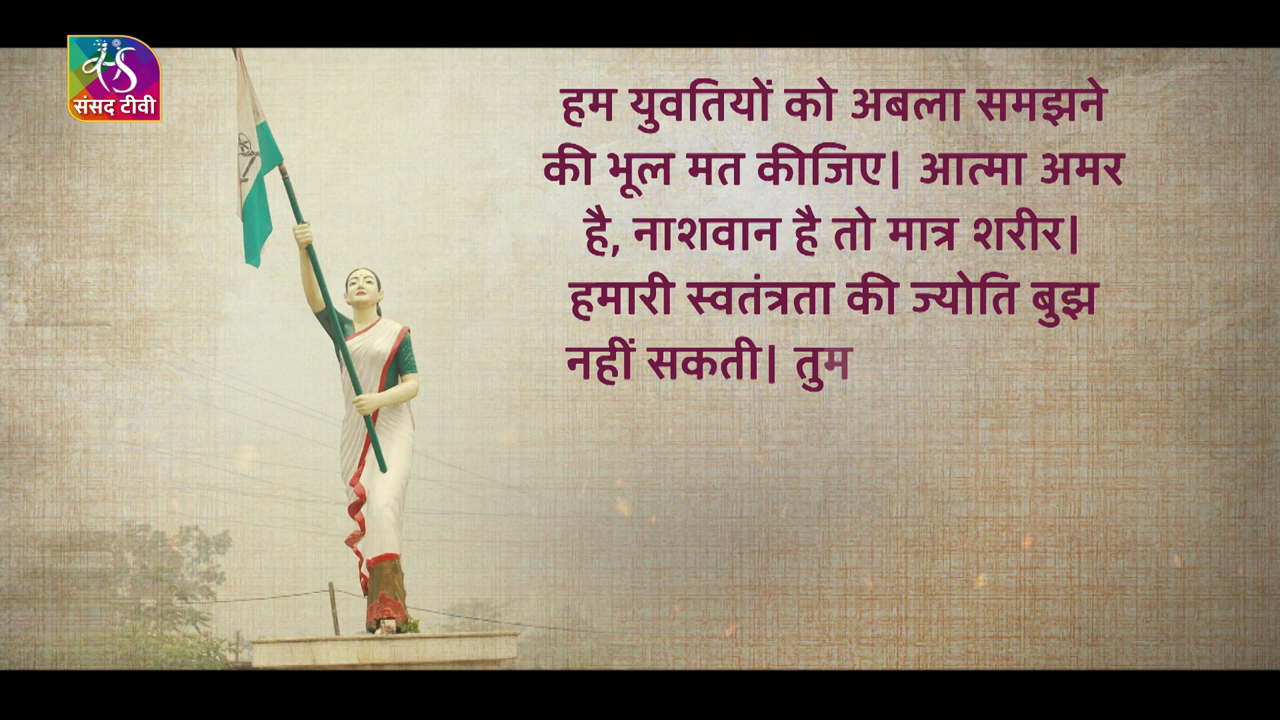 संसद टीवी
हम युवतियों को अबला समझने
की भूल मत कीजिए| आत्मा अमर
है, नाशवान है तो मात्र शरीर|
हमारी स्वतंत्रता की ज्योति बुझ
नहीं सकती| तुम